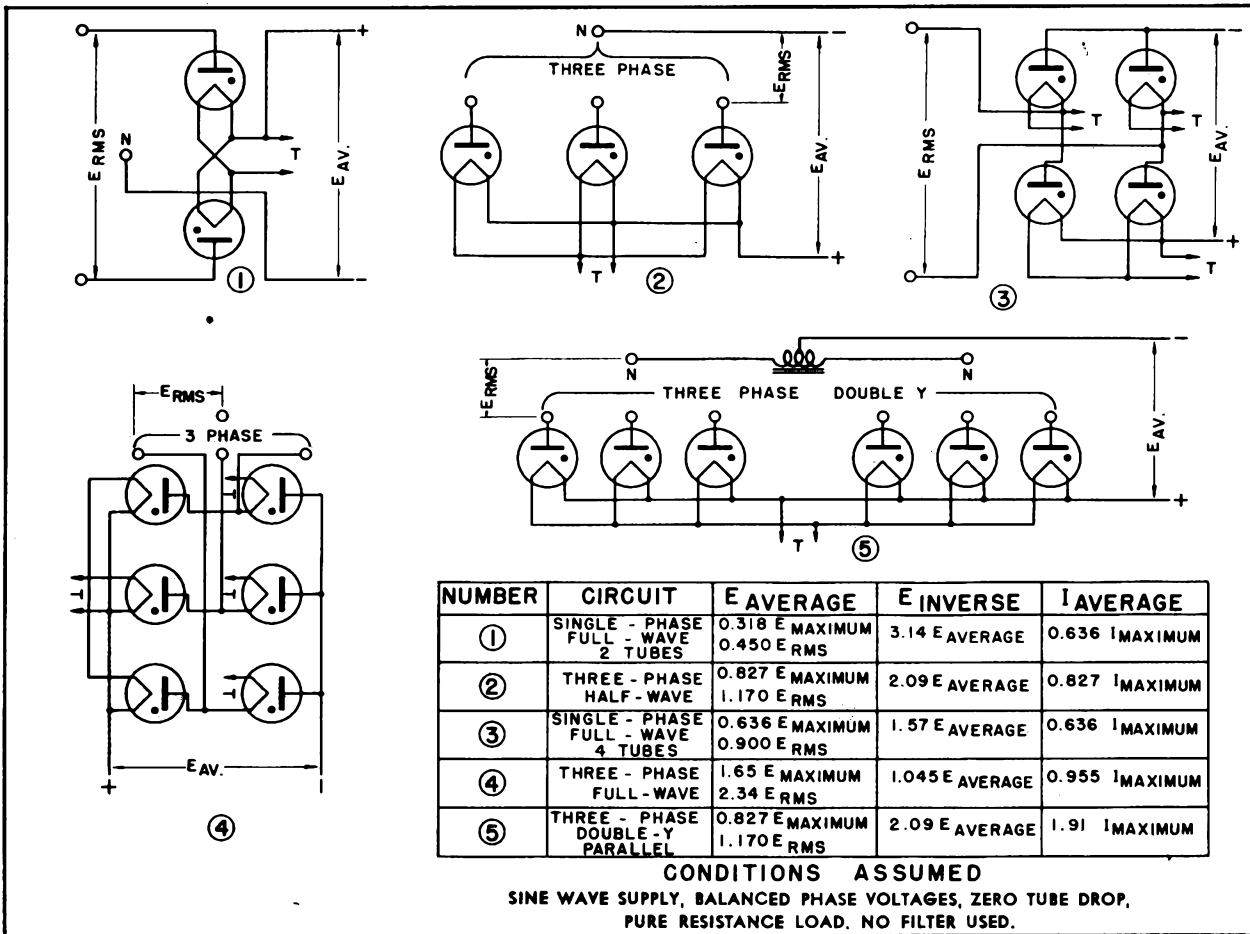 E RMS
N
T
E AV.
+
-
①
N
THREE PHASE
E RMS
E AV.
-
+
T
②
E RMS
T
T
E AV.
-
+
T
③
E RMS
3 PHASE
T
T
T
T
E AV.
+
-
④
N
N
E RMS
THREE PHASE DOUBLE Y
E AV.
-
+
T
⑤
NUMBER CIRCUIT E AVERAGE E INVERSE I AVERAGE
① SINGLE - PHASE FULL - WAVE 2 TUBES 0.318 E MAXIMUM 0.450 E RMS 3.14 E AVERAGE 0.636 I MAXIMUM
② THREE - PHASE HALF - WAVE 0.827 E MAXIMUM 1.170 E RMS 2.09 E AVERAGE 0.827 I MAXIMUM
③ SINGLE - PHASE FULL - WAVE 4 TUBES 0.636 E MAXIMUM 0.900 E RMS 1.57 E AVERAGE 0.636 I MAXIMUM
④ THREE - PHASE FULL - WAVE 1.65 E MAXIMUM 2.34 E RMS 1.045 E AVERAGE 0.955 I MAXIMUM
⑤ THREE - PHASE DOUBLE - Y PARALLEL 0.827 E MAXIMUM 1.170 E RMS 2.09 E AVERAGE 1.91 I MAXIMUM
CONDITIONS ASSUMED
SINE WAVE SUPPLY, BALANCED PHASE VOLTAGES, ZERO TUBE DROP,
PURE RESISTANCE LOAD. NO FILTER USED.